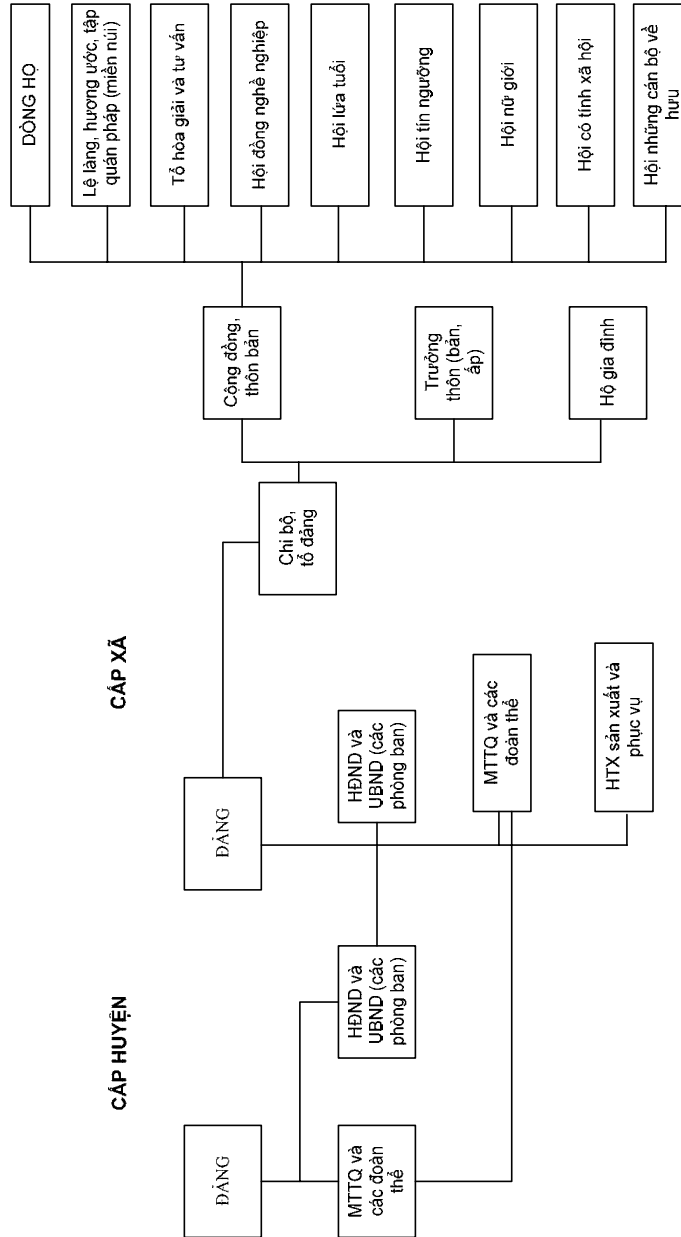 CẤP HUYỆN
ĐẢNG
MTTQ và
các đoàn
thể
HĐND và
UBND (các
phòng ban)
CẤP XÃ
ĐẢNG
HĐND và
UBND (các
phòng ban)
MTTQ và các
đoàn thể
HTX sản xuất và
phục vụ
Chi bộ,
tổ đảng
Cộng đồng,
thôn bản
Trưởng
thôn (bản,
ấp)
Hộ gia đình
DÒNG HỌ
Lệ làng, hương ước, tập
quán pháp (miền núi)
Tổ hòa giải và tư vấn
Hội đồng nghề nghiệp
Hội lứa tuổi
Hội tín ngưỡng
Hội nữ giới
Hội có tính xã hội
Hội những cán bộ về
hưu